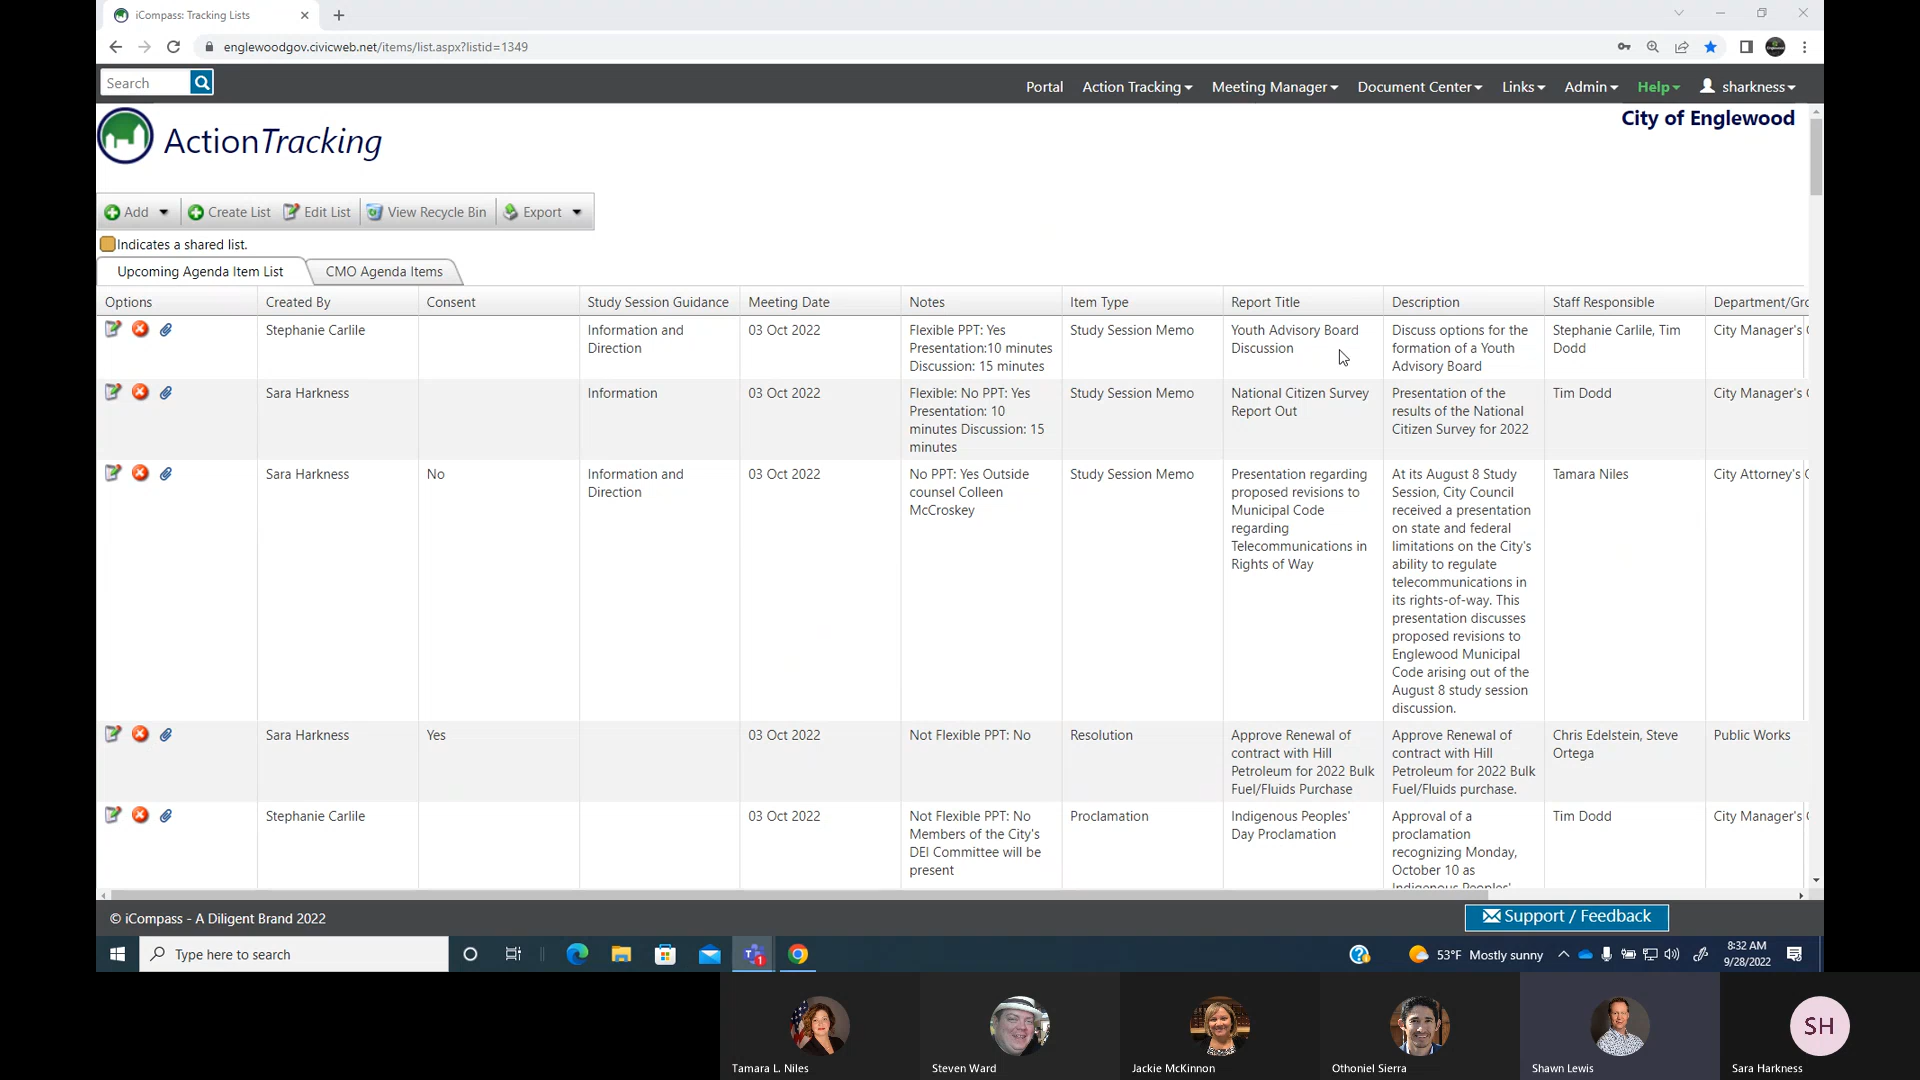 iCompass: Tracking Lists
englewoodgov.civicweb.net/items/list.aspx?listid=1349
Search
Portal Action Tracking Meeting Manager Document Center Links Admin Help sharkness
City of Englewood
ActionTracking
Add Create List Edit List View Recycle Bin Export
Indicates a shared list.
Upcoming Agenda Item List CMO Agenda Items
Options Created By Consent Study Session Guidance Meeting Date Notes Item Type Report Title Description Staff Responsible Department/Gro
Stephanie Carlile Information and 03 Oct 2022 Flexible PPT: Yes Study Session Memo Youth Advisory Board Discuss options for the Stephanie Carlile, Tim City Manager's
Direction Presentation:10 minutes Discussion formation of a Youth Dodd
Discussion: 15 minutes Advisory Board
Sara Harkness Information 03 Oct 2022 Flexible: No PPT: Yes Study Session Memo National Citizen Survey Presentation of the Tim Dodd City Manager's
Presentation: 10 Report Out results of the National
minutes Discussion: 15 Citizen Survey for 2022
minutes
Sara Harkness No Information and 03 Oct 2022 No PPT: Yes Outside Study Session Memo Presentation regarding At its August 8 Study Tamara Niles City Attorney's
Direction counsel Colleen proposed revisions to Session, City Council
McCroskey Municipal Code received a presentation
regarding on state and federal
Telecommunications in limitations on the City's
Rights of Way ability to regulate
telecommunications in
its rights-of-way. This
presentation discusses
proposed revisions to
Englewood Municipal
Code arising out of the
August 8 study session
discussion.
Sara Harkness Yes 03 Oct 2022 Not Flexible PPT: No Resolution Approve Renewal of Approve Renewal of Chris Edelstein, Steve Public Works
contract with Hill contract with Hill Ortega
Petroleum for 2022 Bulk Petroleum for 2022 Bulk
Fuel/Fluids Purchase Fuel/Fluids purchase.
Stephanie Carlile 03 Oct 2022 Not Flexible PPT: No Proclamation Indigenous Peoples' Approval of a Tim Dodd City Manager's
Members of the City's Day Proclamation proclamation
DEI Committee will be recognizing Monday,
present October 10 as
Indigenous Peoples'
© iCompass - A Diligent Brand 2022
Support / Feedback
Type here to search
53°F Mostly sunny
8:32 AM
9/28/2022
SH
Tamara L. Niles Steven Ward Jackie McKinnon Othoniel Sierra Shawn Lewis Sara Harkness